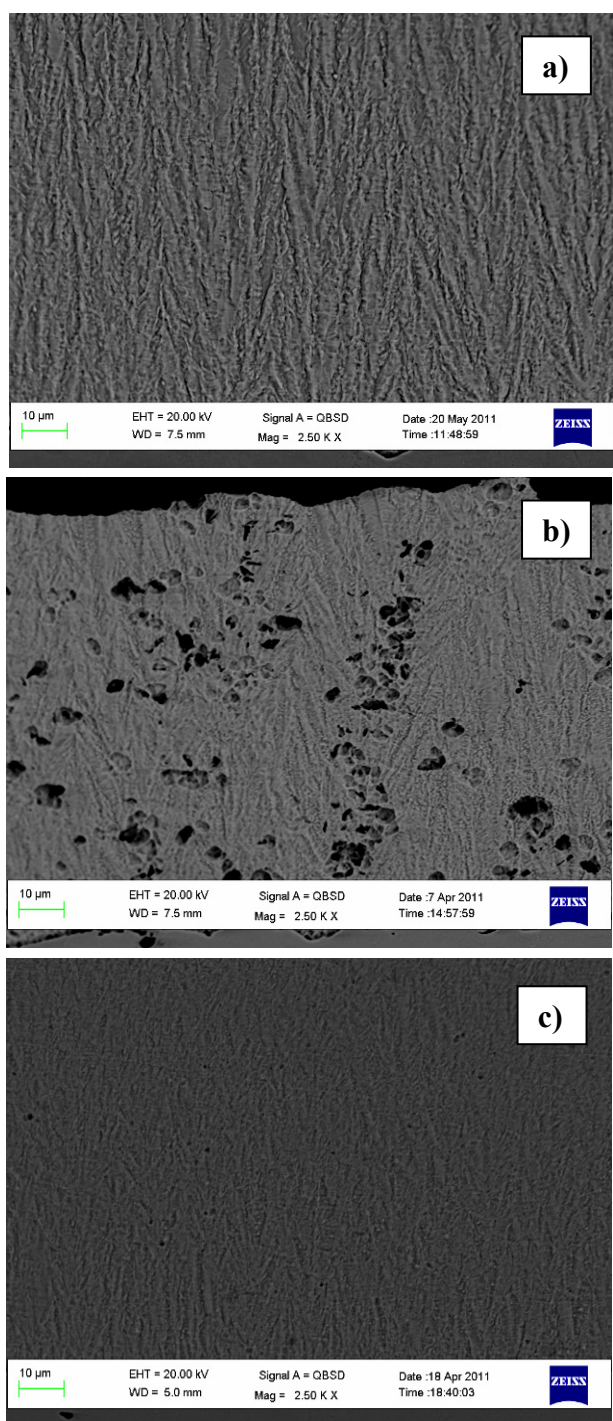 a)
10 µm EHT = 20.00 kV Signal A = QBSD Date :20 May 2011 ZEISS
WD = 7.5 mm Mag = 2.50 K X Time :11:48:59
b)
10 µm EHT = 20.00 kV Signal A = QBSD Date :7 Apr 2011 ZEISS
WD = 7.5 mm Mag = 2.50 K X Time :14:57:59
c)
10 µm EHT = 20.00 kV Signal A = QBSD Date :18 Apr 2011 ZEISS
WD = 5.0 mm Mag = 2.50 K X Time :18:40:03